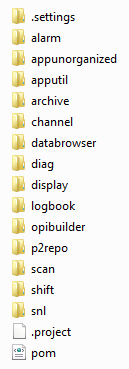 .settings
alarm
appunorganized
apputil
archive
channel
databrowser
diag
display
logbook
opibuilder
p2repo
scan
shift
snl
.project
pom